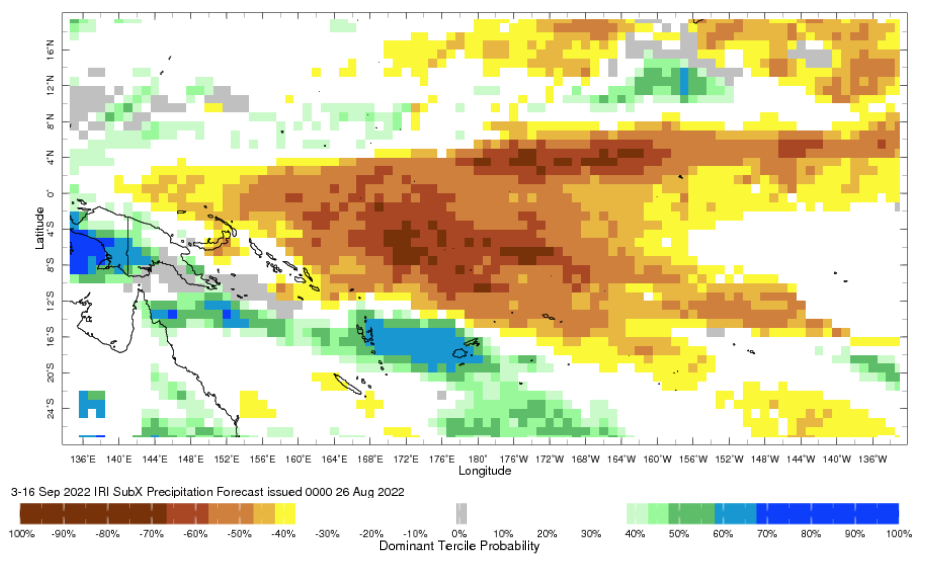 16°N
12°N
8°N
4°N
0°
4°S
8°S
12°S
16°S
20°S
24°S
Latitude
136°E 140°E 144°E 148°E 152°E 156°E 160°E 164°E 168°E 172°E 176°E 180° 176°W 172°W 168°W 164°W 160°W 156°W 152°W 148°W 144°W 140°W 136°W
Longitude
3-16 Sep 2022 IRI SubX Precipitation Forecast issued 0000 26 Aug 2022
100% -90% -80% -70% -60% -50% -40% -30% -20% -10% 0% 10% 20% 30% 40% 50% 60% 70% 80% 90% 100%
Dominant Tercile Probability